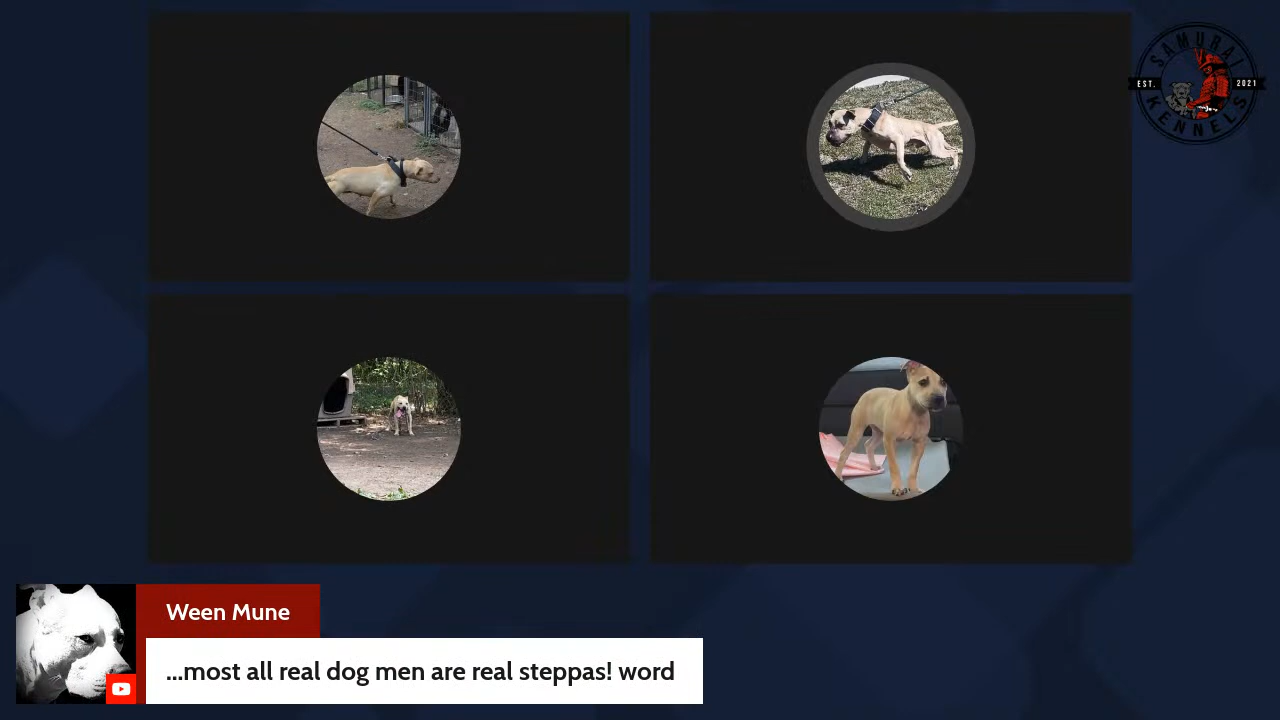 SAMURAI
EST. 2021
KENNELS
Ween Mune
...most all real dog men are real steppas! word